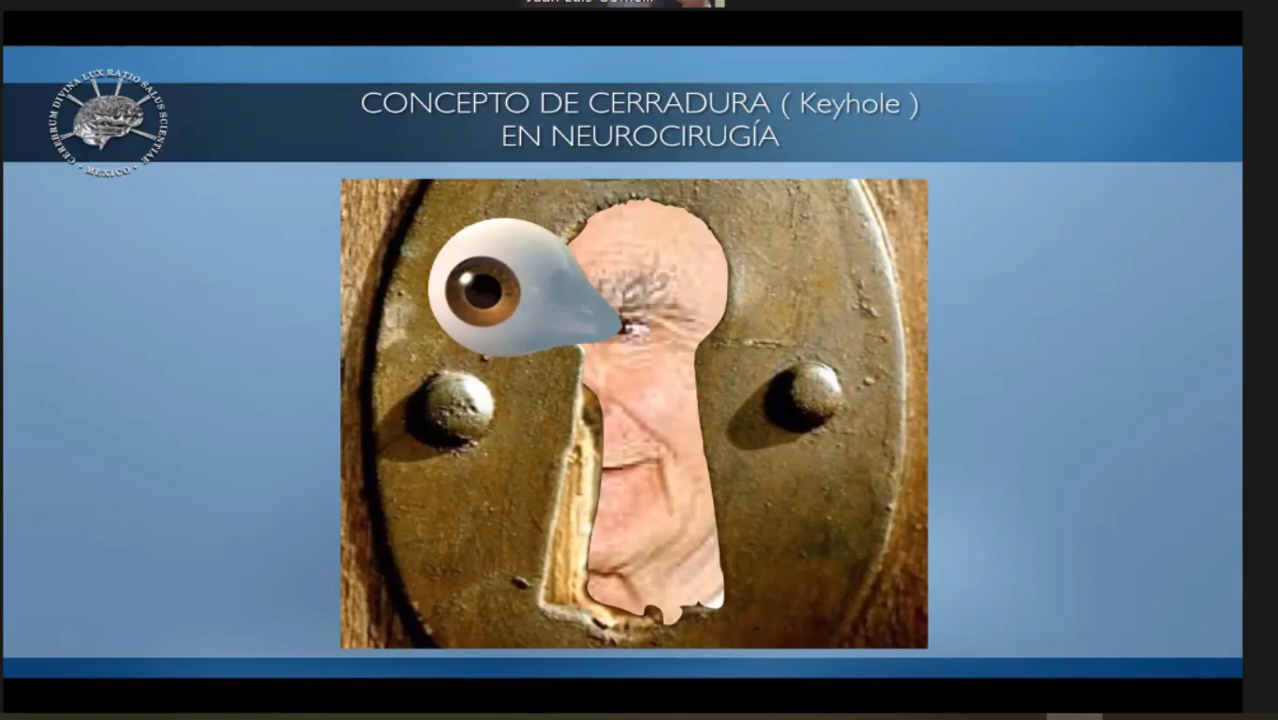 CONCEPTO DE CERRADURA ( Keyhole )
EN NEUROCIRUGÍA
CEREBRUM DIVINA LUX RATIO SALUS SCIENTIAE
· MEXICO ·